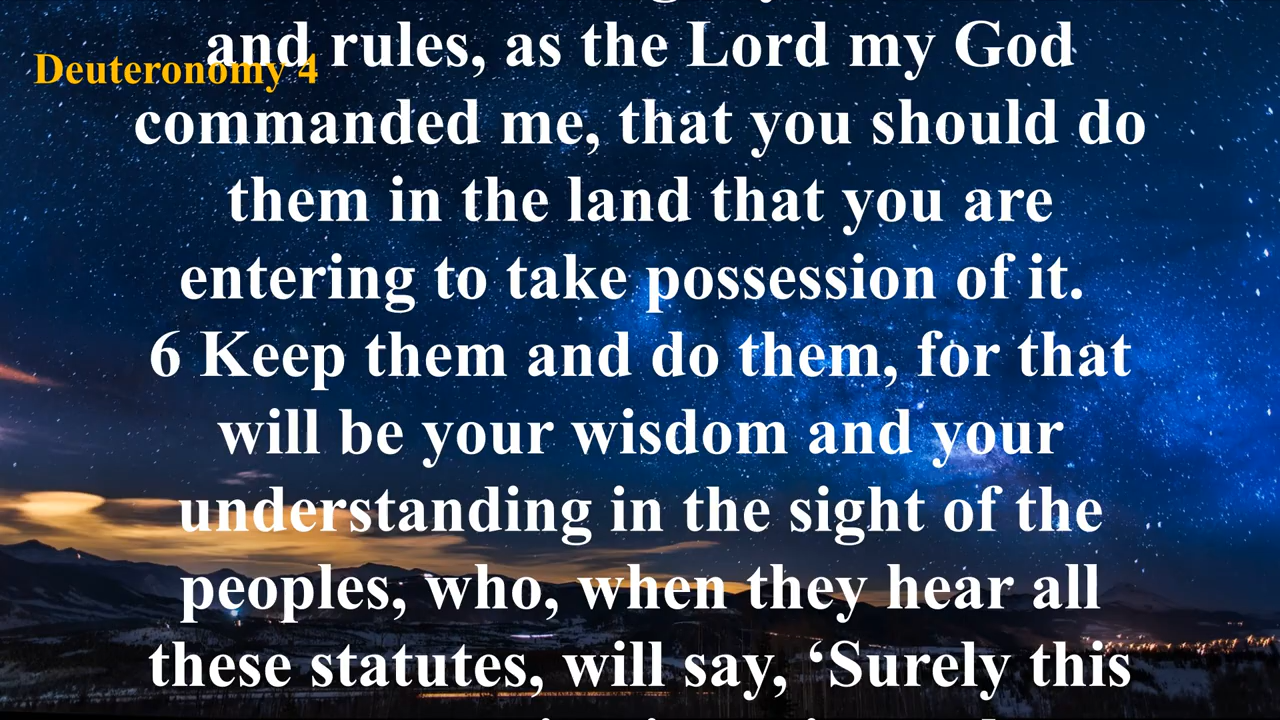 Deuteronomy 4
and rules, as the Lord my God
commanded me, that you should do
them in the land that you are
entering to take possession of it.
6 Keep them and do them, for that
will be your wisdom and your
understanding in the sight of the
peoples, who, when they hear all
these statutes, will say, ‘Surely this